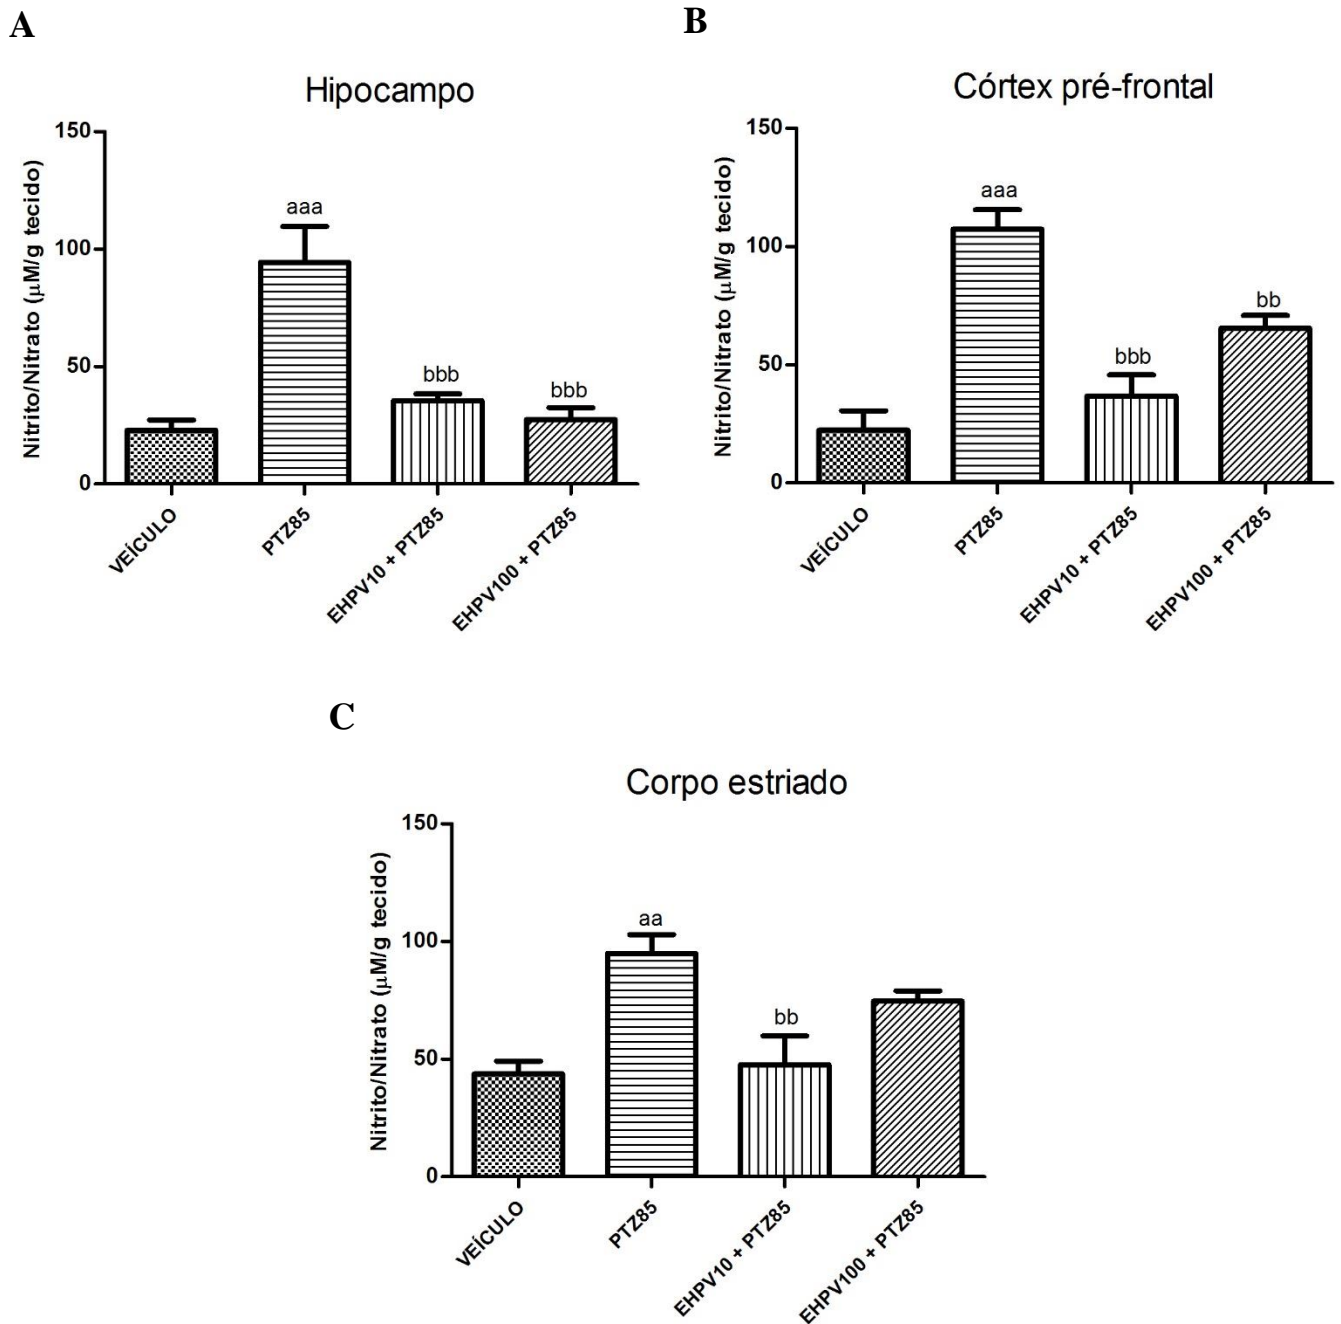 A
Hipocampo
Nitrito/Nitrato (µM/g tecido)
150
100
50
0
aaa
bbb
bbb
VEÍCULO
PTZ85
EHPV10 + PTZ85
EHPV100 + PTZ85
B
Córtex pré-frontal
Nitrito/Nitrato (µM/g tecido)
150
100
50
0
aaa
bbb
bb
VEÍCULO
PTZ85
EHPV10 + PTZ85
EHPV100 + PTZ85
C
Corpo estriado
Nitrito/Nitrato (µM/g tecido)
150
100
50
0
aa
bb
VEÍCULO
PTZ85
EHPV10 + PTZ85
EHPV100 + PTZ85